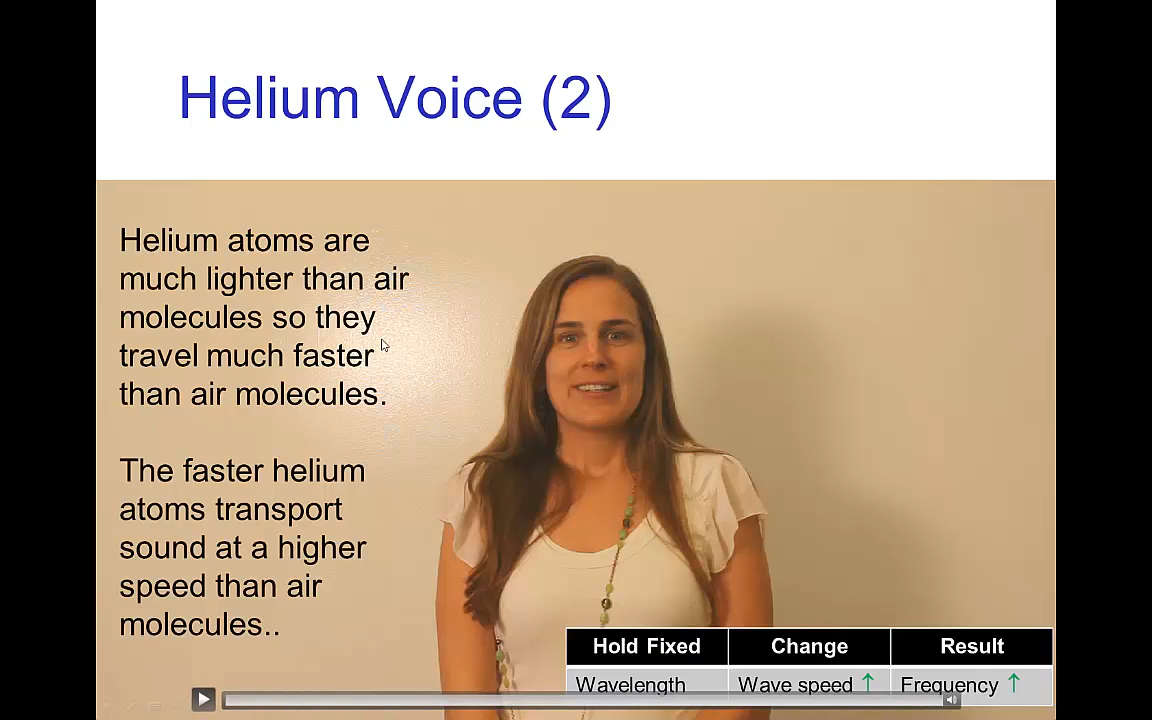 Helium Voice (2)
Helium atoms are
much lighter than air
molecules so they
travel much faster
than air molecules.
The faster helium
atoms transport
sound at a higher
speed than air
molecules..
Hold Fixed Change Result
Wavelength Wave speed ↑ Frequency ↑